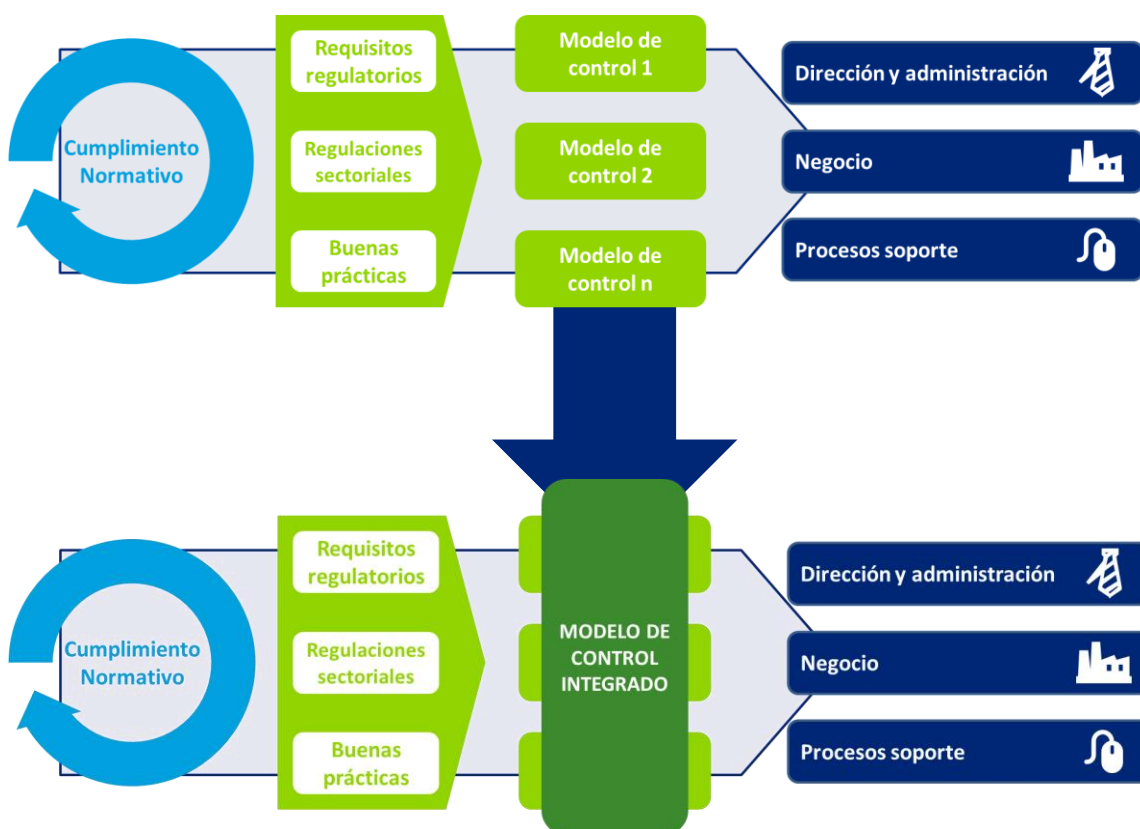 Cumplimiento
Normativo
Requisitos
regulatorios
Regulaciones
sectoriales
Buenas
prácticas
Modelo de
control 1
Modelo de
control 2
Modelo de
control n
Dirección y administración
Negocio
Procesos soporte
Cumplimiento
Normativo
Requisitos
regulatorios
Regulaciones
sectoriales
Buenas
prácticas
MODELO DE
CONTROL
INTEGRADO
Dirección y administración
Negocio
Procesos soporte